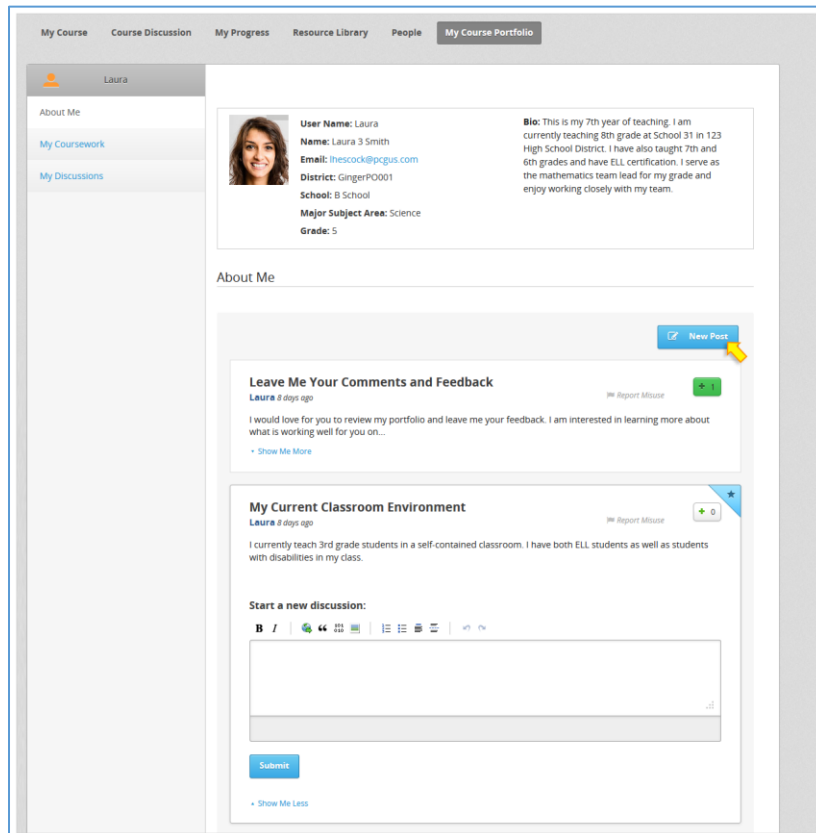 My Course Course Discussion My Progress Resource Library People My Course Portfolio
Laura
About Me
My Coursework
My Discussions
User Name: Laura
Name: Laura 3 Smith
Email: lhescock@pcgus.com
District: GingerPO001
School: B School
Major Subject Area: Science
Grade: 5
Bio: This is my 7th year of teaching. I am
currently teaching 8th grade at School 31 in 123
High School District. I have also taught 7th and
6th grades and have ELL certification. I serve as
the mathematics team lead for my grade and
enjoy working closely with my team.
About Me
New Post
Leave Me Your Comments and Feedback
Laura 8 days ago
Report Misuse
+ 1
I would love for you to review my portfolio and leave me your feedback. I am interested in learning more about
what is working well for you on...
Show Me More
My Current Classroom Environment
Laura 8 days ago
Report Misuse
+ 0
I currently teach 3rd grade students in a self-contained classroom. I have both ELL students as well as students
with disabilities in my class.
Start a new discussion:
B I
Submit
Show Me Less